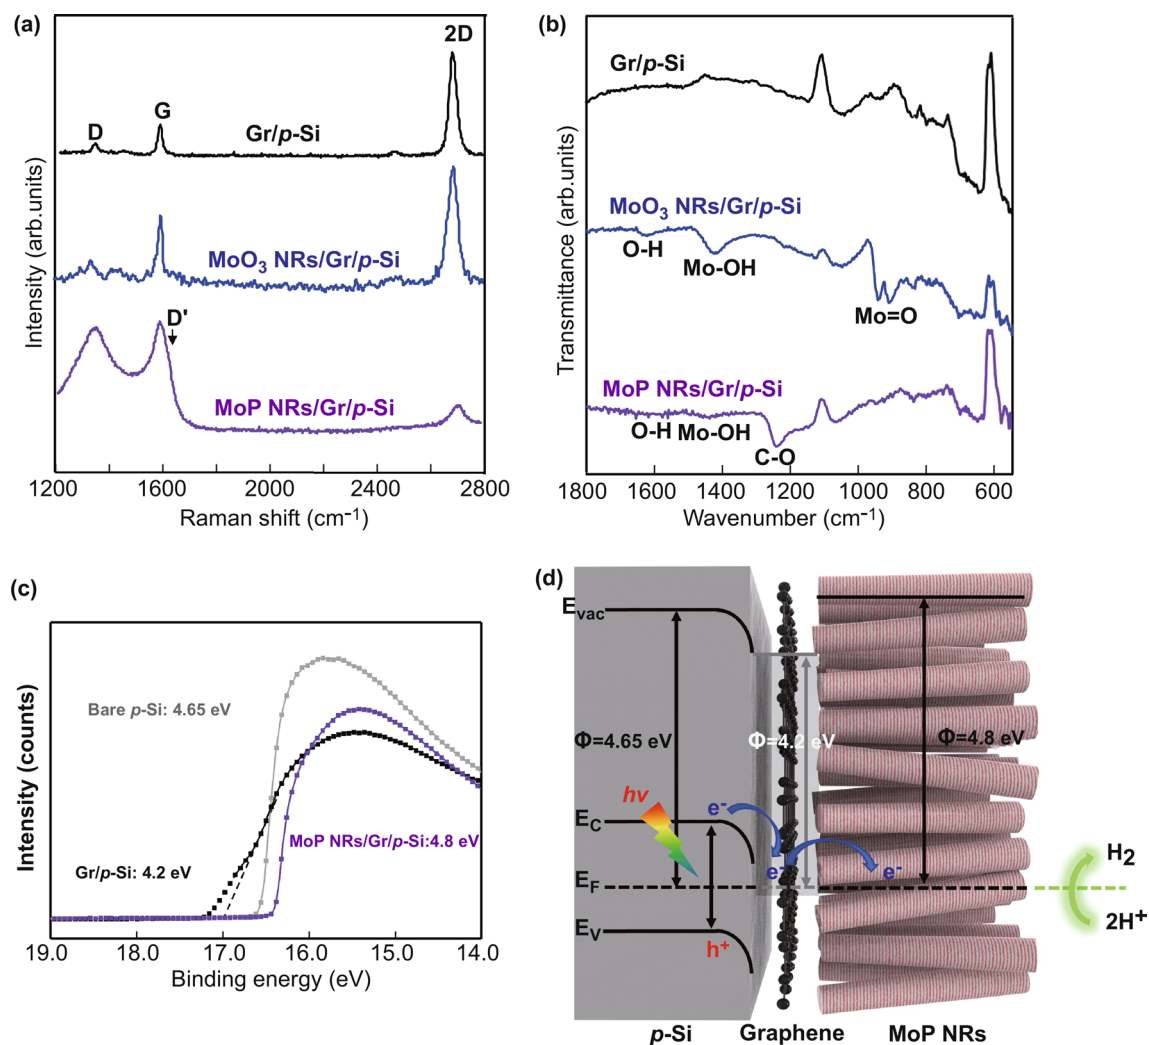 (a)
2D
G
D
Gr/p-Si
MoO₃ NRs/Gr/p-Si
D'
MoP NRs/Gr/p-Si
Intensity (arb.units)
1200 1600 2000 2400 2800
Raman shift (cm⁻¹)
(b)
Gr/p-Si
MoO₃ NRs/Gr/p-Si
O-H
Mo-OH
Mo=O
MoP NRs/Gr/p-Si
O-H Mo-OH
C-O
Transmittance (arb.units)
1800 1600 1400 1200 1000 800 600
Wavenumber (cm⁻¹)
(c)
Bare p-Si: 4.65 eV
MoP NRs/Gr/p-Si:4.8 eV
Gr/p-Si: 4.2 eV
Intensity (counts)
19.0 18.0 17.0 16.0 15.0 14.0
Binding energy (eV)
(d)
Evac
Φ=4.65 eV
Φ=4.2 eV
Φ=4.8 eV
hν
e⁻
EC
e⁻
e⁻
EF
EV
h⁺
H₂
2H⁺
p-Si Graphene MoP NRs